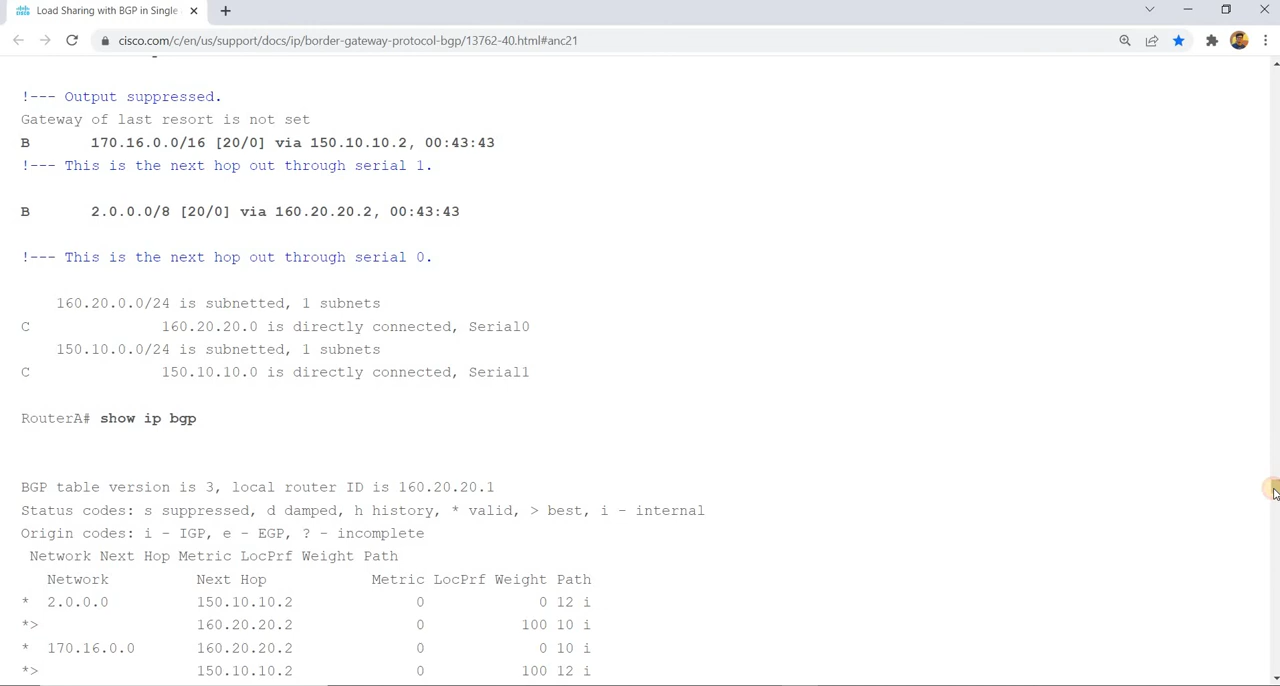 Load Sharing with BGP in Single
cisco.com/c/en/us/support/docs/ip/border-gateway-protocol-bgp/13762-40.html#anc21
!--- Output suppressed.
Gateway of last resort is not set
B 170.16.0.0/16 [20/0] via 150.10.10.2, 00:43:43
!--- This is the next hop out through serial 1.
B 2.0.0.0/8 [20/0] via 160.20.20.2, 00:43:43
!--- This is the next hop out through serial 0.
160.20.0.0/24 is subnetted, 1 subnets
C 160.20.20.0 is directly connected, Serial0
150.10.0.0/24 is subnetted, 1 subnets
C 150.10.10.0 is directly connected, Serial1
RouterA# show ip bgp
BGP table version is 3, local router ID is 160.20.20.1
Status codes: s suppressed, d damped, h history, * valid, > best, i - internal
Origin codes: i - IGP, e - EGP, ? - incomplete
Network Next Hop Metric LocPrf Weight Path
Network Next Hop Metric LocPrf Weight Path
* 2.0.0.0 150.10.10.2 0 0 12 i
*> 160.20.20.2 0 100 10 i
* 170.16.0.0 160.20.20.2 0 0 10 i
*> 150.10.10.2 0 100 12 i